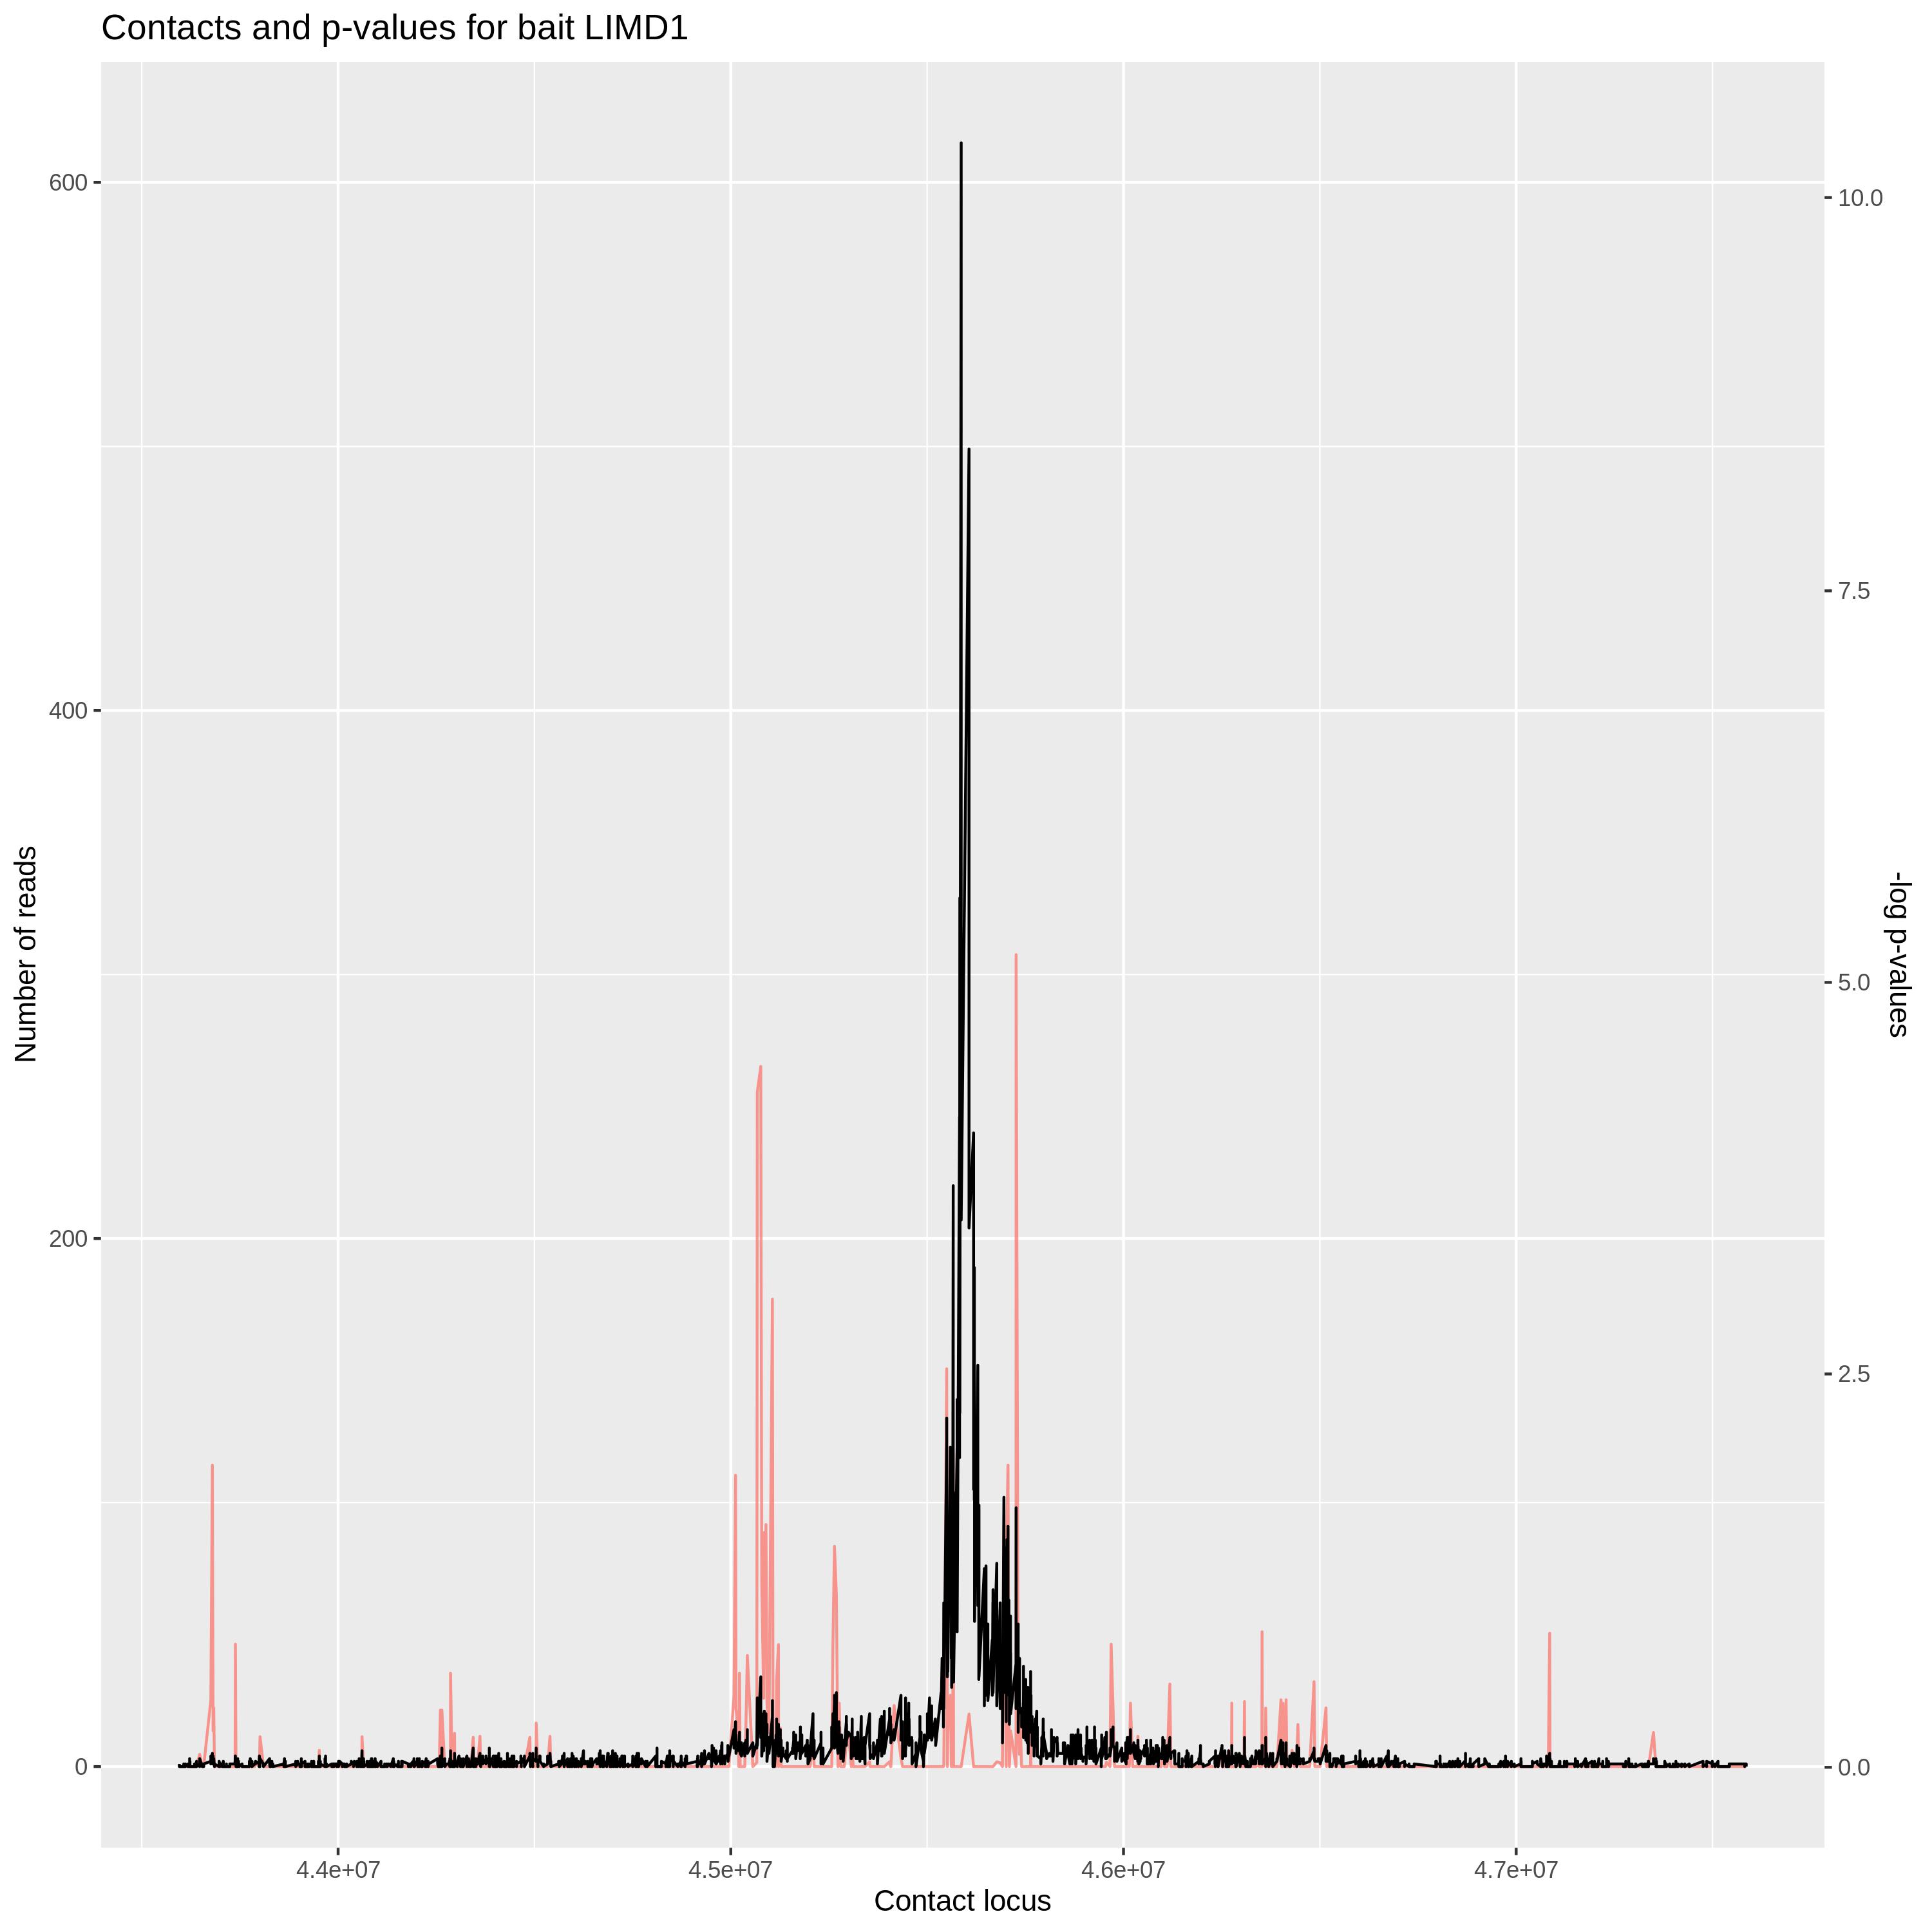 Contacts and p-values for bait LIMD1
600
400
200
0
Number of reads
10.0
7.5
5.0
2.5
0.0
-log p-values
4.4e+07 4.5e+07 4.6e+07 4.7e+07
Contact locus